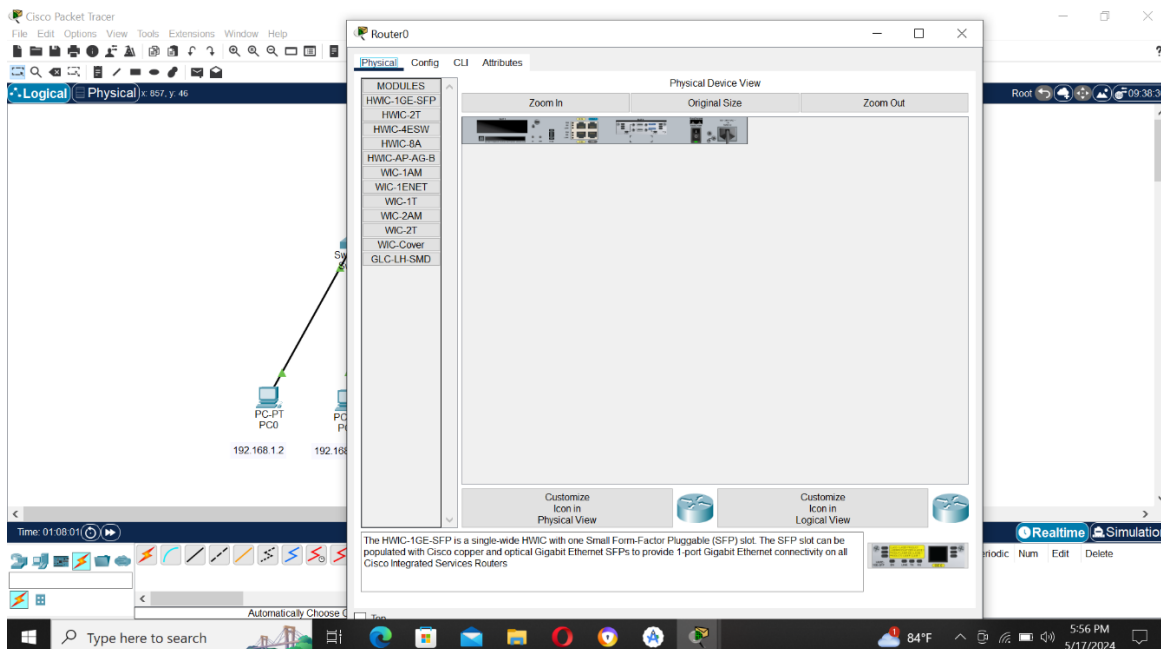 Cisco Packet Tracer
File Edit Options View Tools Extensions Window Help
Logical Physical x: 857, y: 46
Root 09:38:3
Router0
Physical Config CLI Attributes
MODULES
HWIC-1GE-SFP
HWIC-2T
HWIC-4ESW
HWIC-8A
HWIC-AP-AG-B
WIC-1AM
WIC-1ENET
WIC-1T
WIC-2AM
WIC-2T
WIC-Cover
GLC-LH-SMD
Physical Device View
Zoom In Original Size Zoom Out
Customize
Icon in
Physical View
Customize
Icon in
Logical View
The HWIC-1GE-SFP is a single-wide HWIC with one Small Form-Factor Pluggable (SFP) slot. The SFP slot can be
populated with Cisco copper and optical Gigabit Ethernet SFPs to provide 1-port Gigabit Ethernet connectivity on all
Cisco Integrated Services Routers
Top
Sw
PC-PT
PC0
PC
P
192.168.1.2 192.168
Time: 01:08:01
Realtime Simulation
eriodic Num Edit Delete
Automatically Choose C
Type here to search
84°F
5:56 PM
5/17/2024